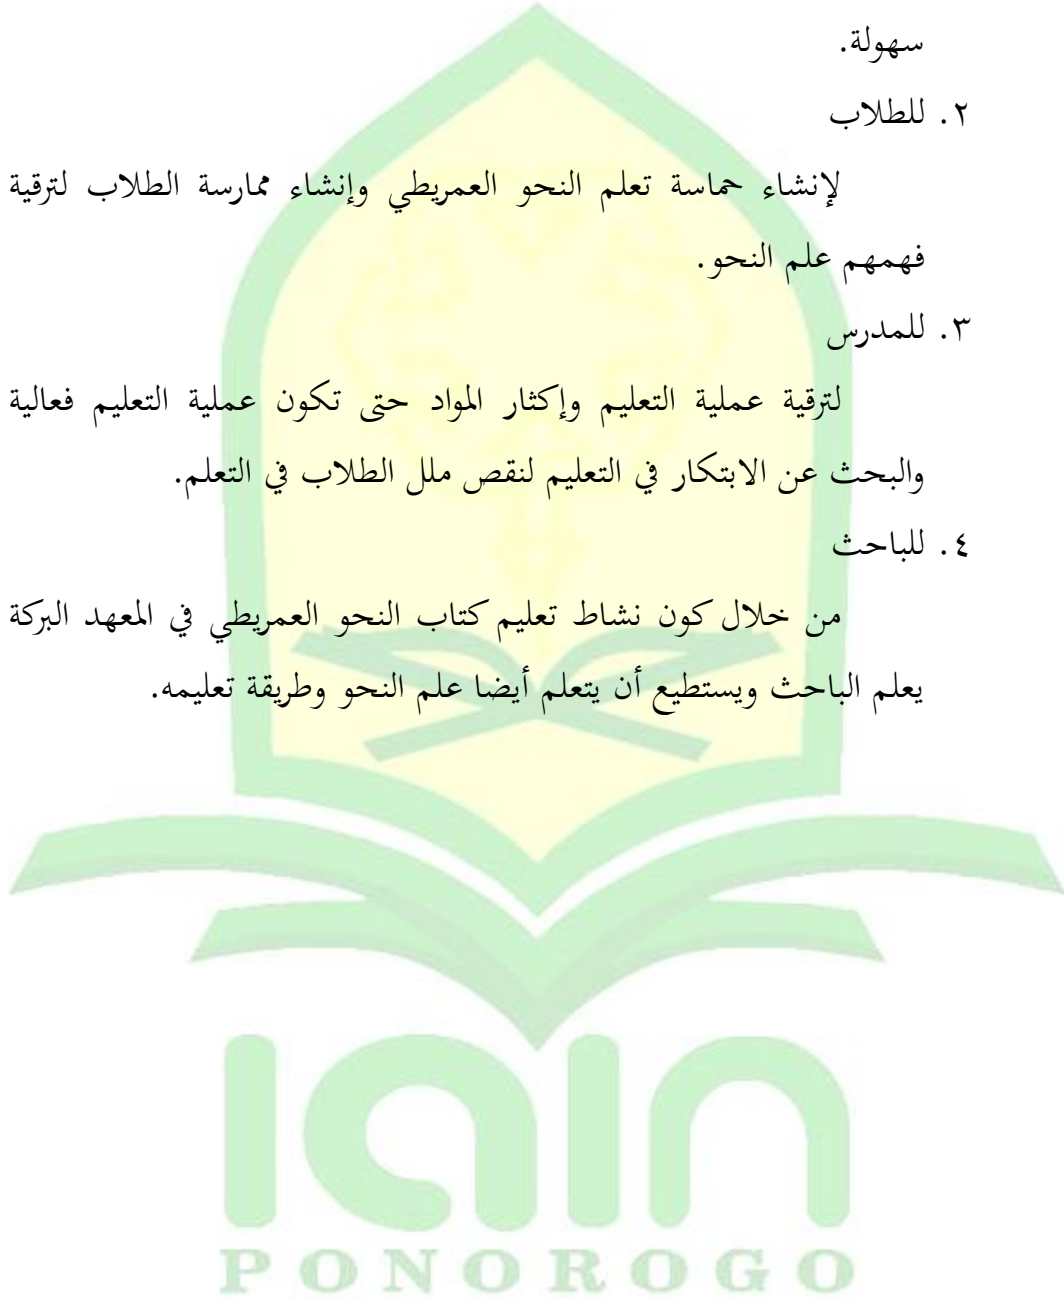 سهولة.
٢. للطلاب
لإنشاء حماسة تعلم النحو العمريطي وإنشاء ممارسة الطلاب لترقية
فهمهم علم النحو.
٣. للمدرس
لترقية عملية التعليم وإكثار المواد حتى تكون عملية التعليم فعالية
والبحث عن الابتكار في التعليم لنقص ملل الطلاب في التعلم.
٤. للباحث
من خلال كون نشاط تعليم كتاب النحو العمريطي في المعهد البركة
يعلم الباحث ويستطيع أن يتعلم أيضا علم النحو وطريقة تعليمه.
iain
PONOROGO